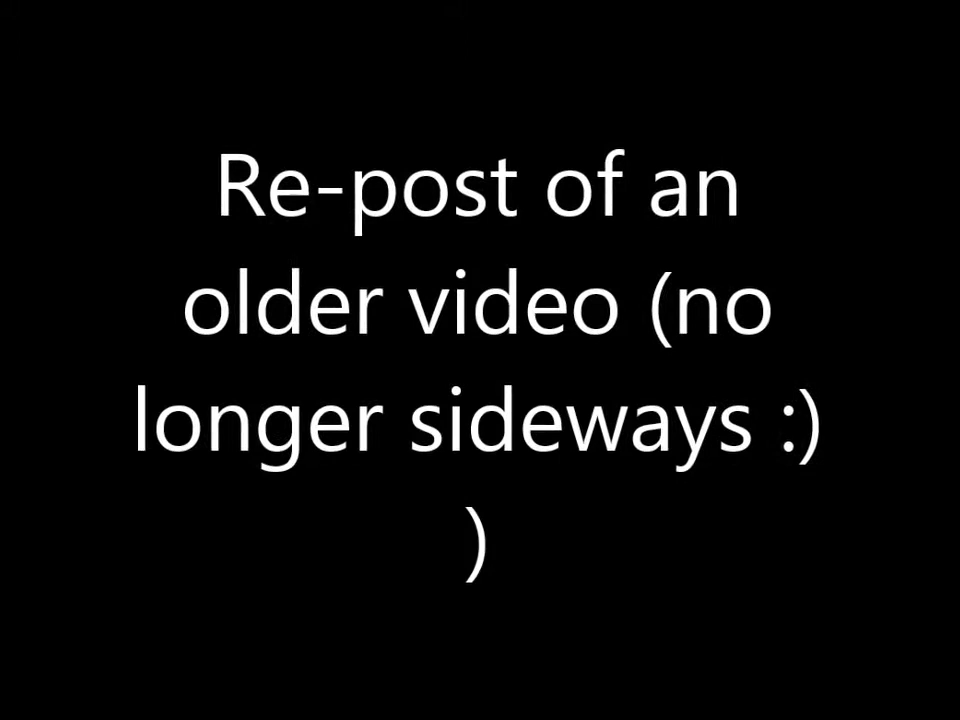 Re-post of an
older video (no
longer sideways :)
)